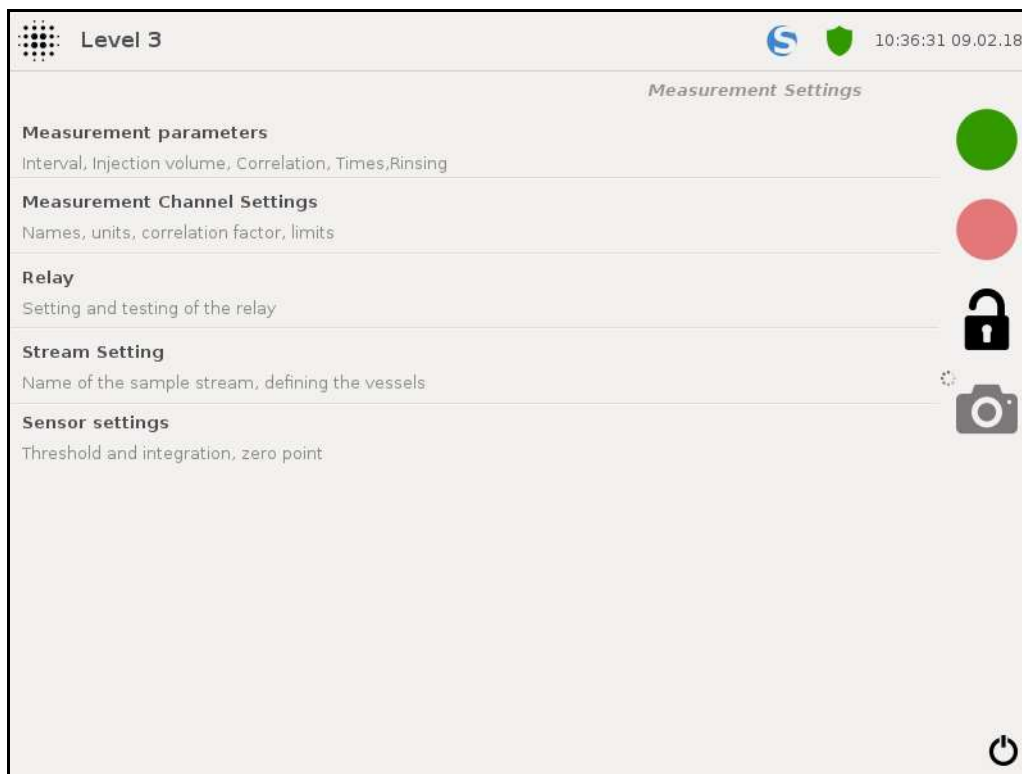 Level 3
10:36:31 09.02.18
Measurement Settings
Measurement parameters
Interval, Injection volume, Correlation, Times,Rinsing
Measurement Channel Settings
Names, units, correlation factor, limits
Relay
Setting and testing of the relay
Stream Setting
Name of the sample stream, defining the vessels
Sensor settings
Threshold and integration, zero point